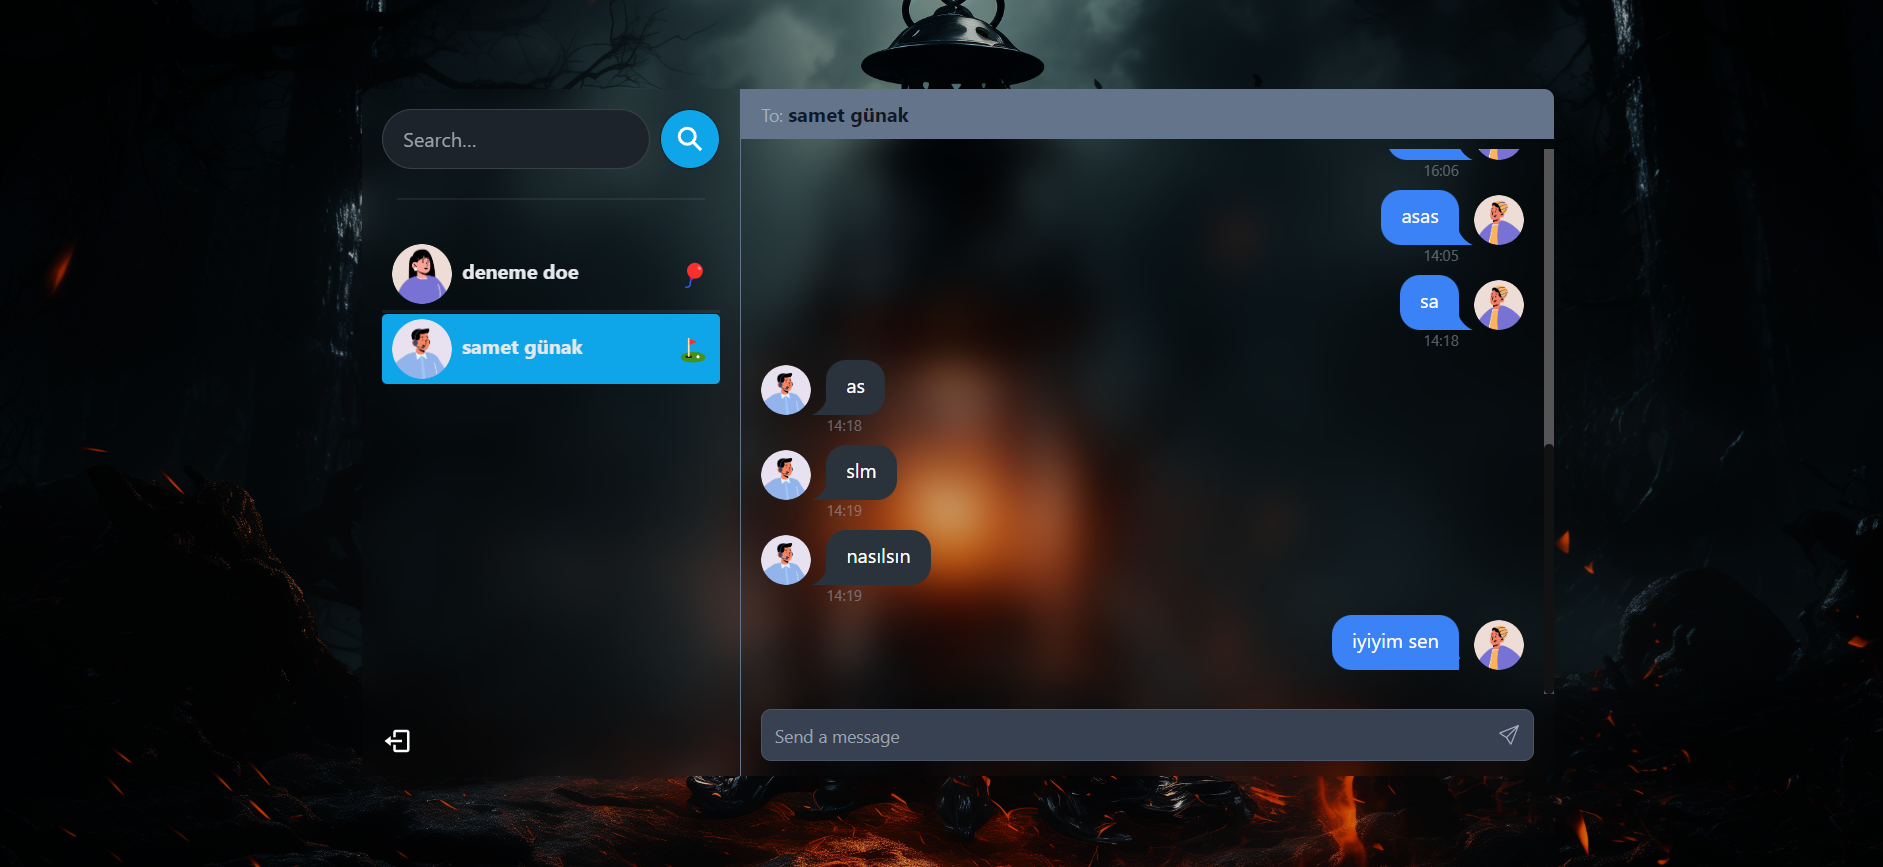 Search...
deneme doe
samet günak
To: samet günak
16:06
asas
14:05
sa
14:18
as
14:18
slm
14:19
nasılsın
14:19
iyiyim sen
Send a message